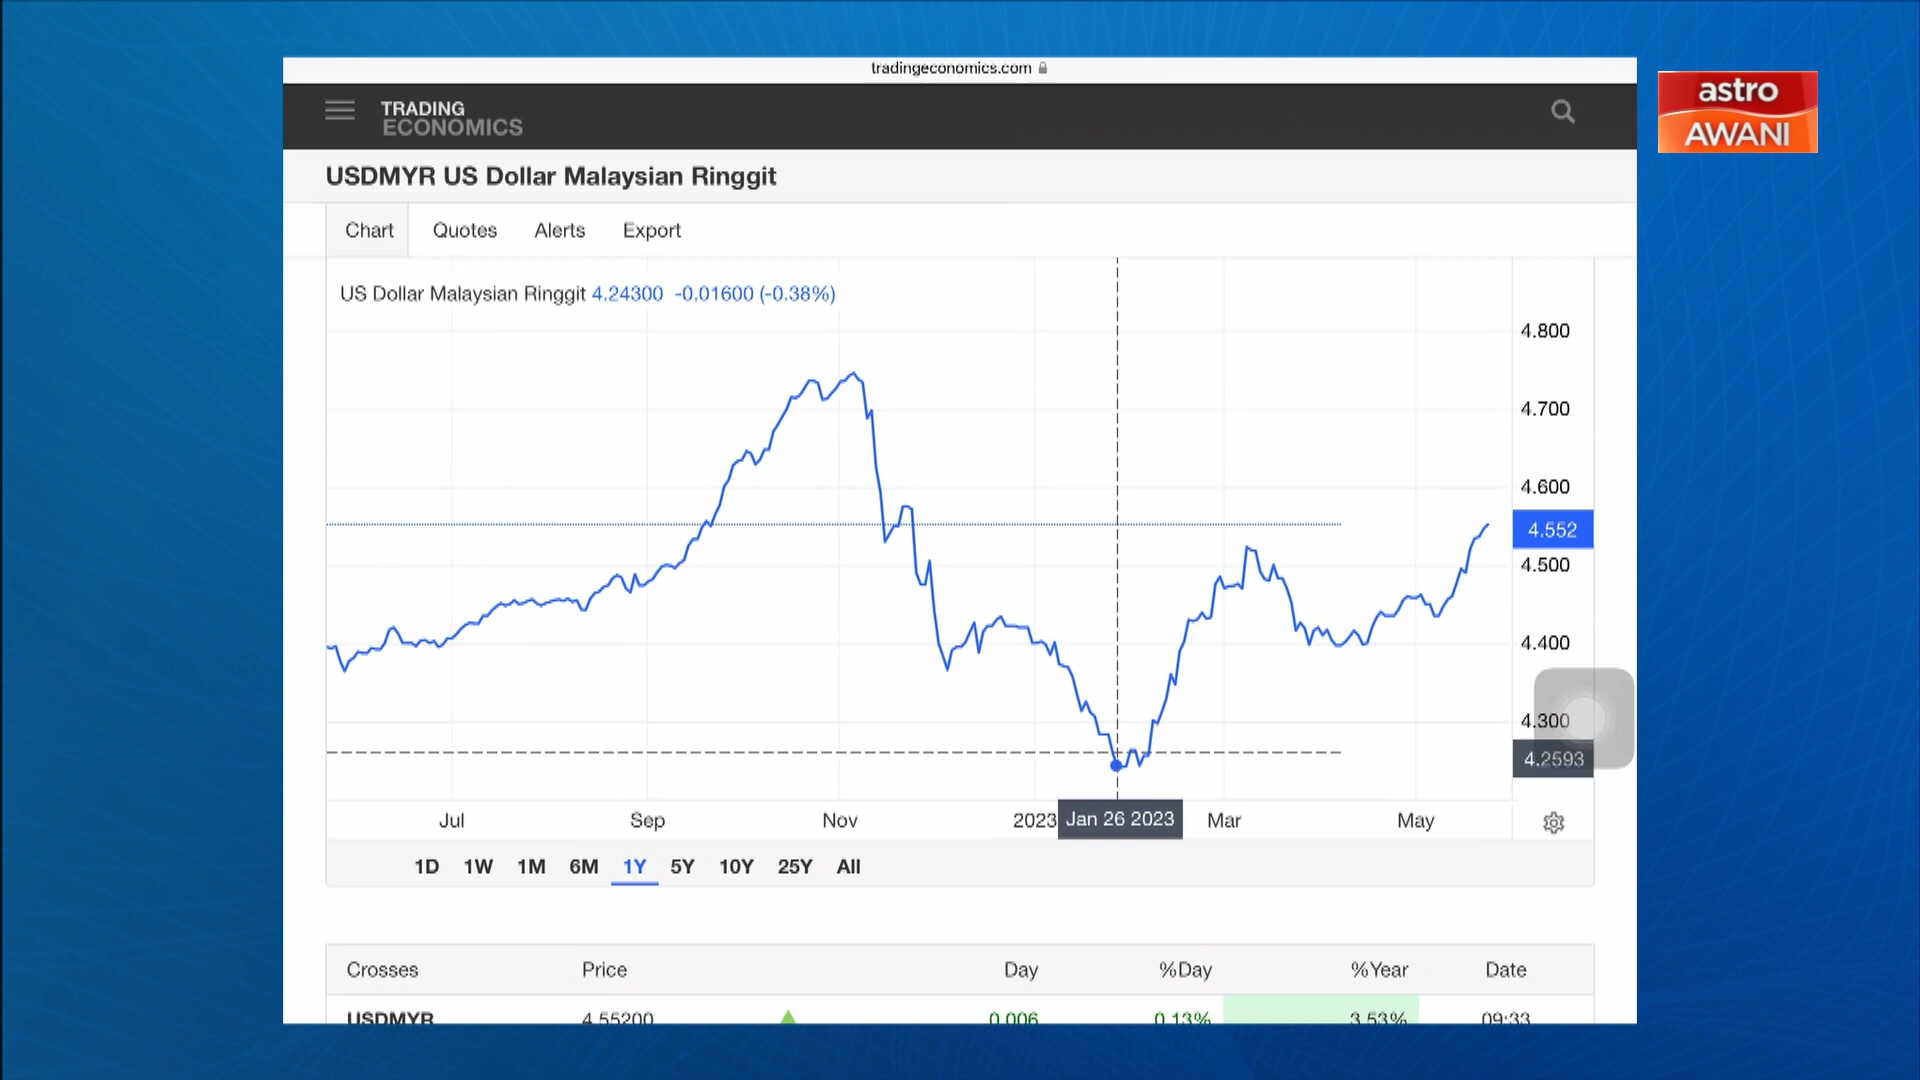 tradingeconomics.com
astro
AWANI
TRADING
ECONOMICS
USDMYR US Dollar Malaysian Ringgit
Chart Quotes Alerts Export
US Dollar Malaysian Ringgit 4.24300 -0.01600 (-0.38%)
4.800
4.700
4.600
4.552
4.500
4.400
4.300
4.2593
Jul Sep Nov 2023 Jan 26 2023 Mar May
1D 1W 1M 6M 1Y 5Y 10Y 25Y All
Crosses Price Day %Day %Year Date
USDMYR 4.55200 0.006 0.13% 3.53% 09:33